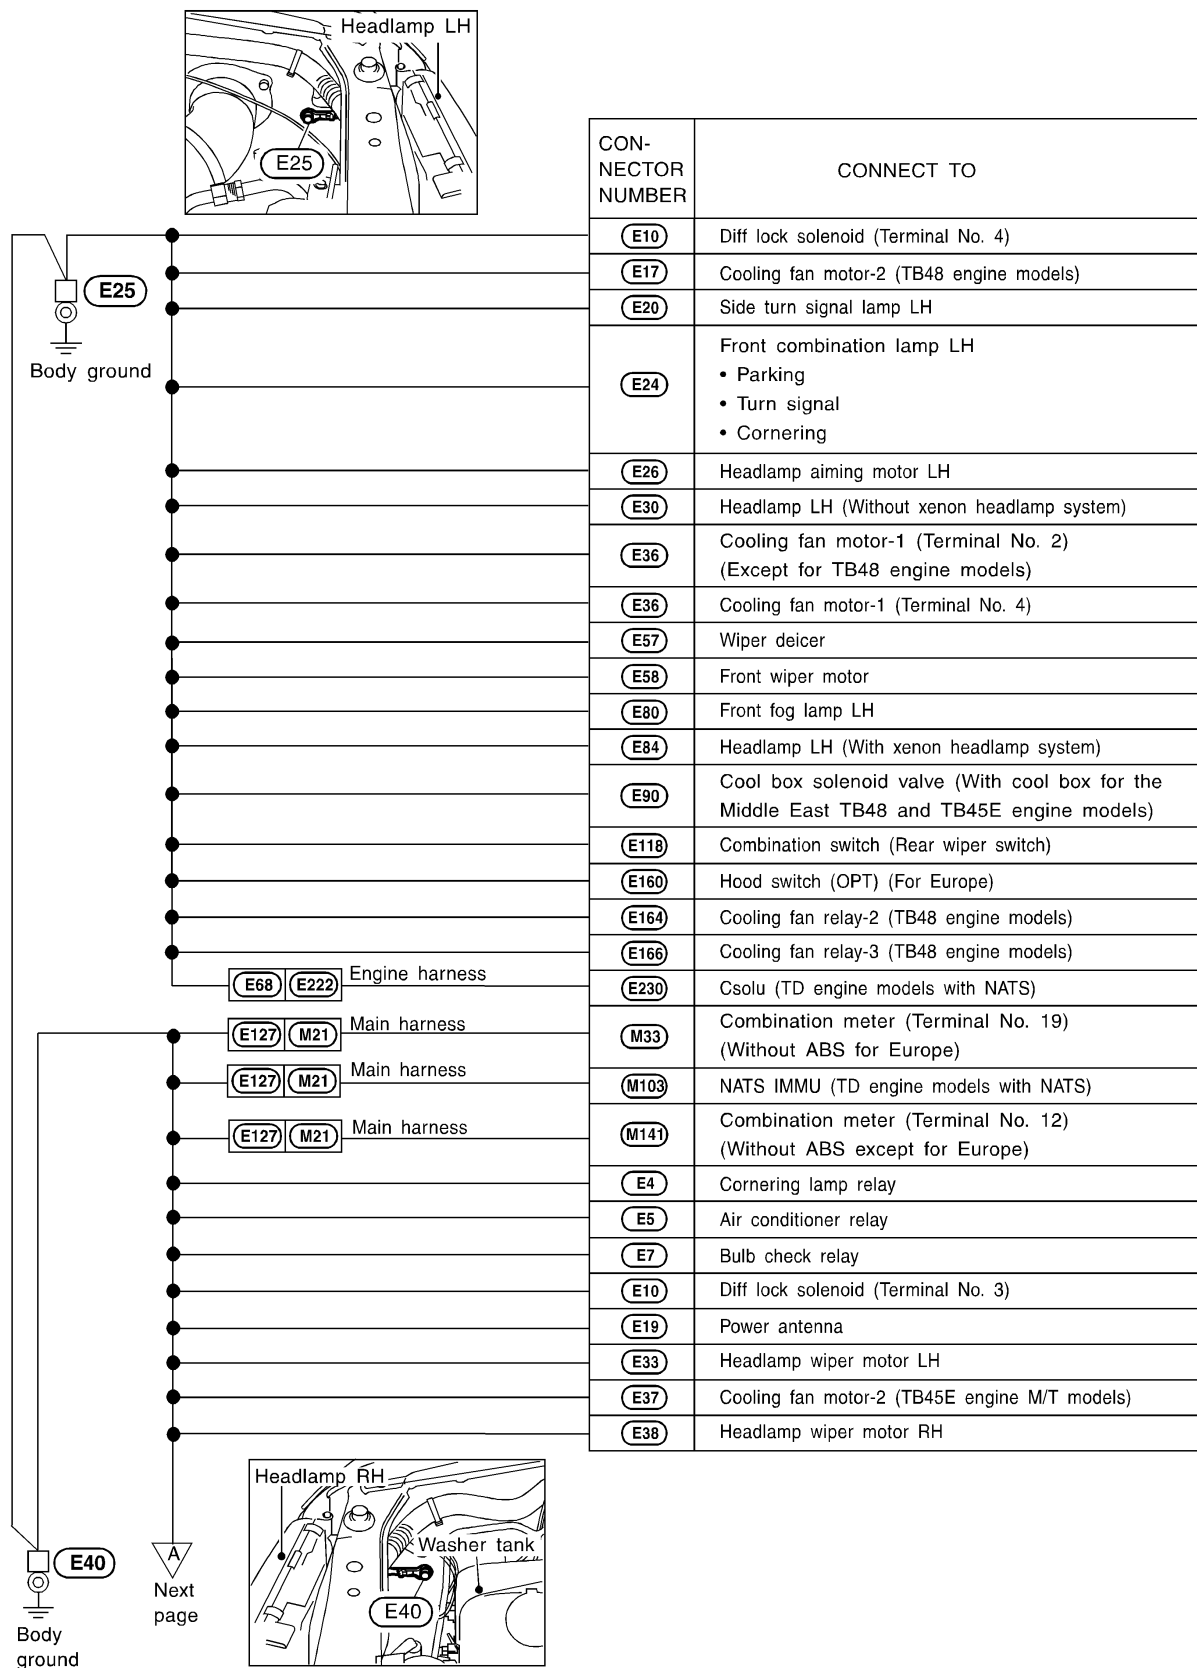 Headlamp LH
E25
CON-
NECTOR
NUMBER
CONNECT TO
E10 Diff lock solenoid (Terminal No. 4)
E17 Cooling fan motor-2 (TB48 engine models)
E25
E20 Side turn signal lamp LH
Body ground
E24
Front combination lamp LH
• Parking
• Turn signal
• Cornering
E26 Headlamp aiming motor LH
E30 Headlamp LH (Without xenon headlamp system)
E36
Cooling fan motor-1 (Terminal No. 2)
(Except for TB48 engine models)
E36 Cooling fan motor-1 (Terminal No. 4)
E57 Wiper deicer
E58 Front wiper motor
E80 Front fog lamp LH
E84 Headlamp LH (With xenon headlamp system)
E90
Cool box solenoid valve (With cool box for the
Middle East TB48 and TB45E engine models)
E118 Combination switch (Rear wiper switch)
E160 Hood switch (OPT) (For Europe)
E164 Cooling fan relay-2 (TB48 engine models)
E166 Cooling fan relay-3 (TB48 engine models)
E68 E222 Engine harness E230 Csolu (TD engine models with NATS)
E127 M21 Main harness M33
Combination meter (Terminal No. 19)
(Without ABS for Europe)
E127 M21 Main harness M103 NATS IMMU (TD engine models with NATS)
E127 M21 Main harness M141
Combination meter (Terminal No. 12)
(Without ABS except for Europe)
E4 Cornering lamp relay
E5 Air conditioner relay
E7 Bulb check relay
E10 Diff lock solenoid (Terminal No. 3)
E19 Power antenna
E33 Headlamp wiper motor LH
E37 Cooling fan motor-2 (TB45E engine M/T models)
E38 Headlamp wiper motor RH
Headlamp RH
Washer tank
E40
E40
Body
ground
A
Next
page